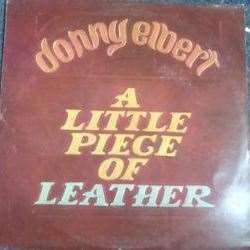 donny elbert
A
LITTLE
PIECE
OF
LEATHER